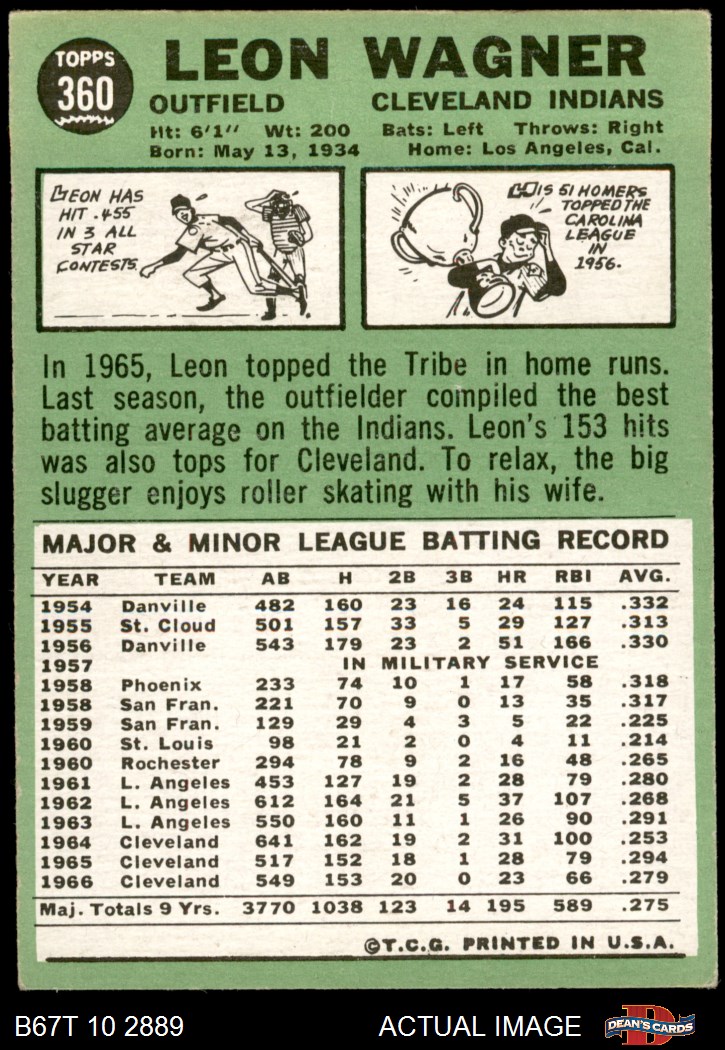 TOPPS
360
LEON WAGNER
OUTFIELD CLEVELAND INDIANS
Ht: 6'1" Wt: 200 Bats: Left Throws: Right
Born: May 13, 1934 Home: Los Angeles, Cal.
LEON HAS
HIT .455
IN 3 ALL
STAR
CONTESTS.
HIS 51 HOMERS
TOPPED THE
CAROLINA
LEAGUE
IN
1956.
In 1965, Leon topped the Tribe in home runs.
Last season, the outfielder compiled the best
batting average on the Indians. Leon's 153 hits
was also tops for Cleveland. To relax, the big
slugger enjoys roller skating with his wife.
MAJOR & MINOR LEAGUE BATTING RECORD
YEAR TEAM AB H 2B 3B HR RBI AVG.
1954 Danville 482 160 23 16 24 115 .332
1955 St. Cloud 501 157 33 5 29 127 .313
1956 Danville 543 179 23 2 51 166 .330
1957 IN MILITARY SERVICE
1958 Phoenix 233 74 10 1 17 58 .318
1958 San Fran. 221 70 9 0 13 35 .317
1959 San Fran. 129 29 4 3 5 22 .225
1960 St. Louis 98 21 2 0 4 11 .214
1960 Rochester 294 78 9 2 16 48 .265
1961 L. Angeles 453 127 19 2 28 79 .280
1962 L. Angeles 612 164 21 5 37 107 .268
1963 L. Angeles 550 160 11 1 26 90 .291
1964 Cleveland 641 162 19 2 31 100 .253
1965 Cleveland 517 152 18 1 28 79 .294
1966 Cleveland 549 153 20 0 23 66 .279
Maj. Totals 9 Yrs. 3770 1038 123 14 195 589 .275
©T.C.G. PRINTED IN U.S.A.
B67T 10 2889 ACTUAL IMAGE
D
DEAN'S CARDS